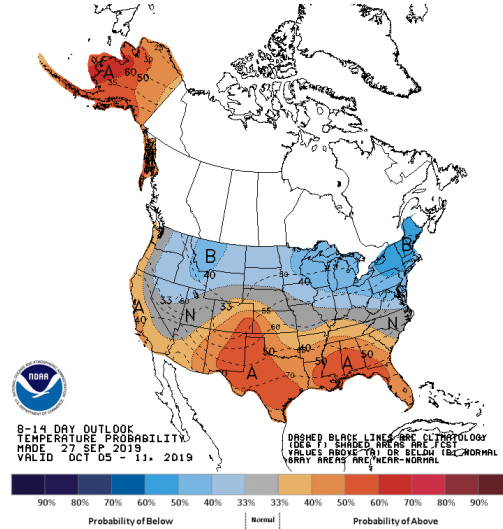 A
60
50
35
B
B
40
40
33
33
N
N
A
40
50
40
50
50
A
A
NOAA
8-14 DAY OUTLOOK
TEMPERATURE PROBABILITY
MADE 27 SEP 2019
VALID OCT 05 - 11, 2019
DASHED BLACK LINES ARE CLIMATOLOGY
(DEG F) SHADED AREAS ARE FCST
VALUES ABOVE (A) OR BELOW (B) NORMAL
GRAY AREAS ARE NEAR-NORMAL
90% 80% 70% 60% 50% 40% 33% 33% 40% 50% 60% 70% 80% 90%
Probability of Below Normal Probability of Above